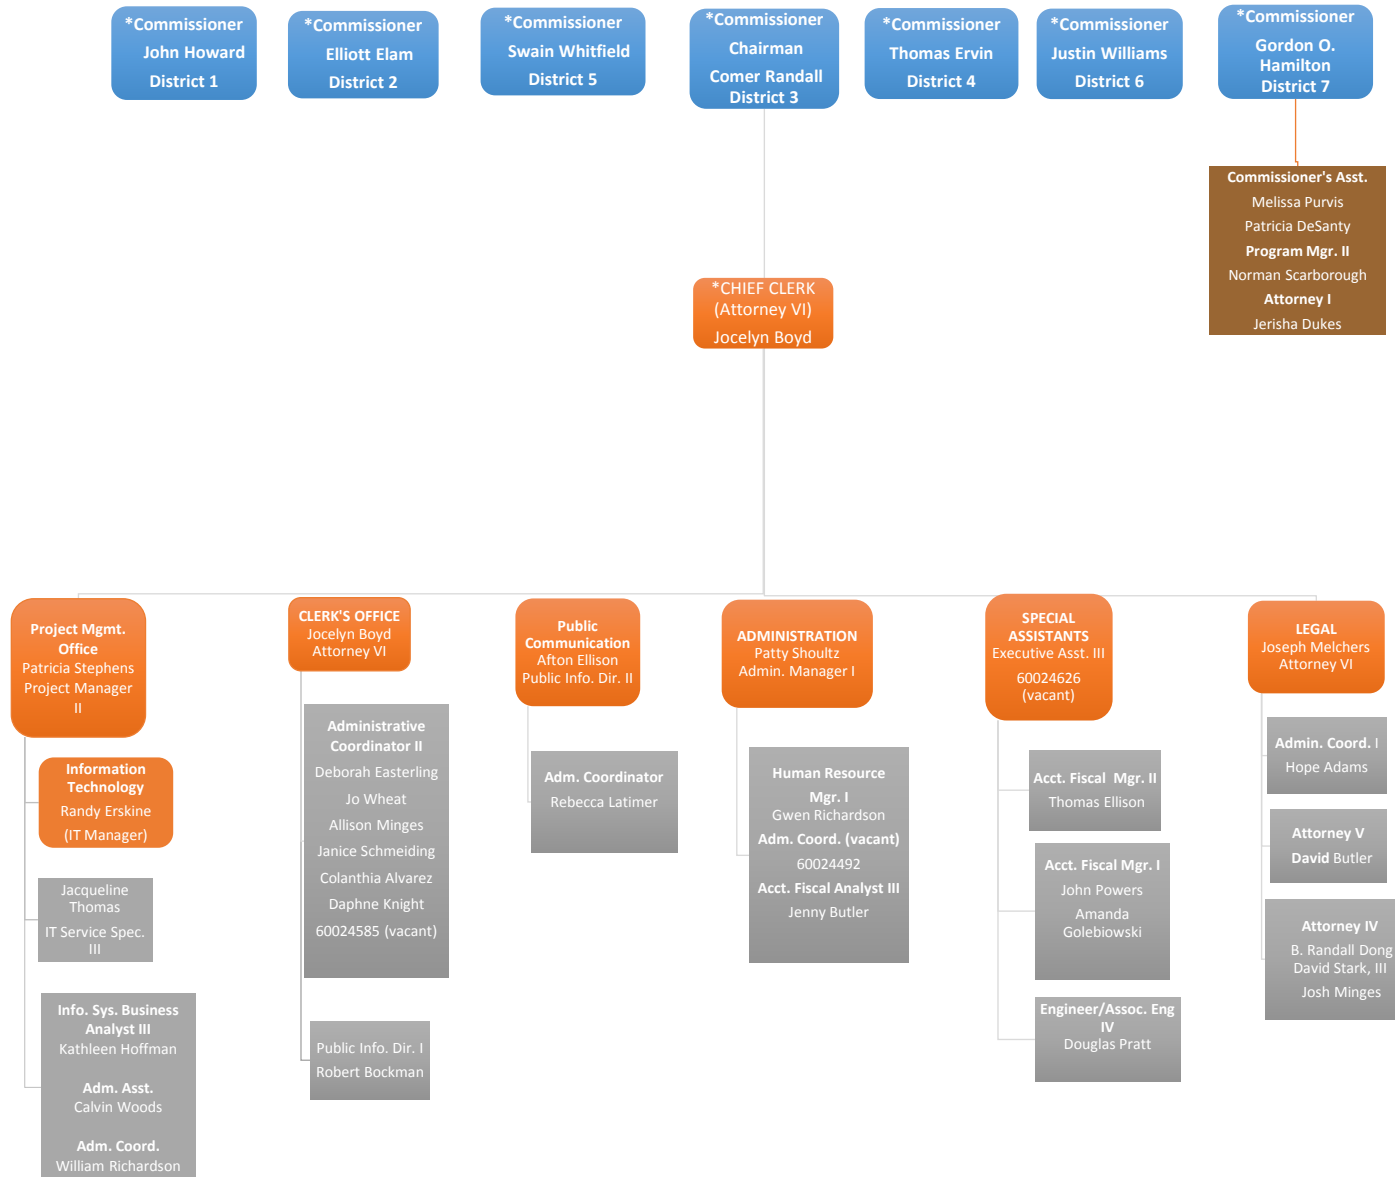 *Commissioner
John Howard
District 1
*Commissioner
Elliott Elam
District 2
*Commissioner
Swain Whitfield
District 5
*Commissioner
Chairman
Comer Randall
District 3
*Commissioner
Thomas Ervin
District 4
*Commissioner
Justin Williams
District 6
*Commissioner
Gordon O.
Hamilton
District 7
Commissioner's Asst.
Melissa Purvis
Patricia DeSanty
Program Mgr. II
Norman Scarborough
Attorney I
Jerisha Dukes
*CHIEF CLERK
(Attorney VI)
Jocelyn Boyd
Project Mgmt.
Office
Patricia Stephens
Project Manager
II
Information
Technology
Randy Erskine
(IT Manager)
Jacqueline
Thomas
IT Service Spec.
III
Info. Sys. Business
Analyst III
Kathleen Hoffman
Adm. Asst.
Calvin Woods
Adm. Coord.
William Richardson
CLERK'S OFFICE
Jocelyn Boyd
Attorney VI
Administrative
Coordinator II
Deborah Easterling
Jo Wheat
Allison Minges
Janice Schmeiding
Colanthia Alvarez
Daphne Knight
60024585 (vacant)
Public Info. Dir. I
Robert Bockman
Public
Communication
Afton Ellison
Public Info. Dir. II
Adm. Coordinator
Rebecca Latimer
ADMINISTRATION
Patty Shoultz
Admin. Manager I
Human Resource
Mgr. I
Gwen Richardson
Adm. Coord. (vacant)
60024492
Acct. Fiscal Analyst III
Jenny Butler
SPECIAL
ASSISTANTS
Executive Asst. III
60024626
(vacant)
Acct. Fiscal Mgr. II
Thomas Ellison
Acct. Fiscal Mgr. I
John Powers
Amanda
Golebiowski
Engineer/Assoc. Eng
IV
Douglas Pratt
LEGAL
Joseph Melchers
Attorney VI
Admin. Coord. I
Hope Adams
Attorney V
David Butler
Attorney IV
B. Randall Dong
David Stark, III
Josh Minges